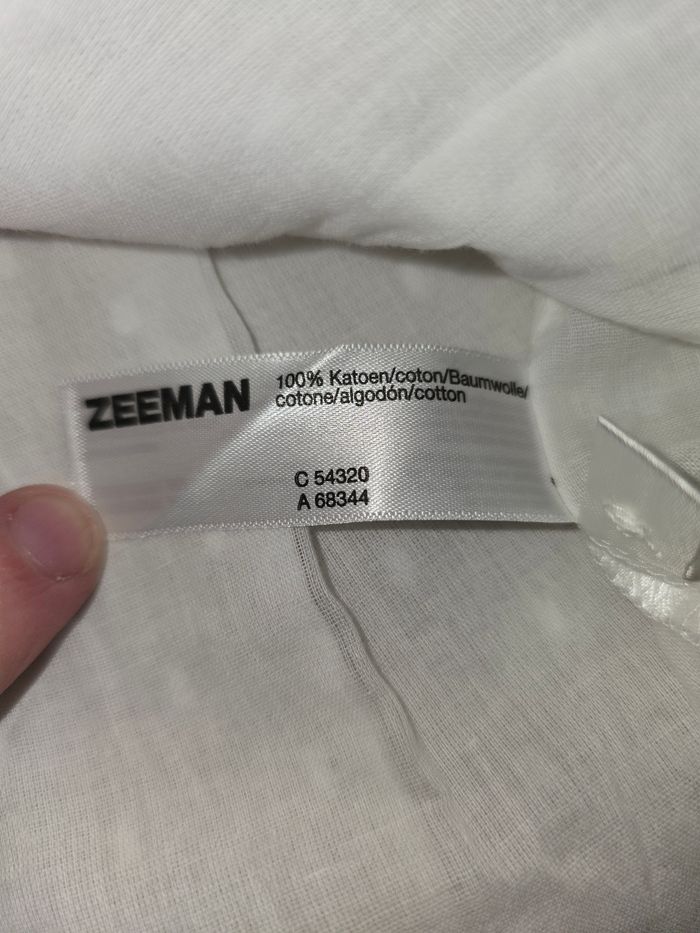 ZEEMAN
100% Katoen/coton/Baumwolle/
cotone/algodón/cotton
C 54320
A 68344